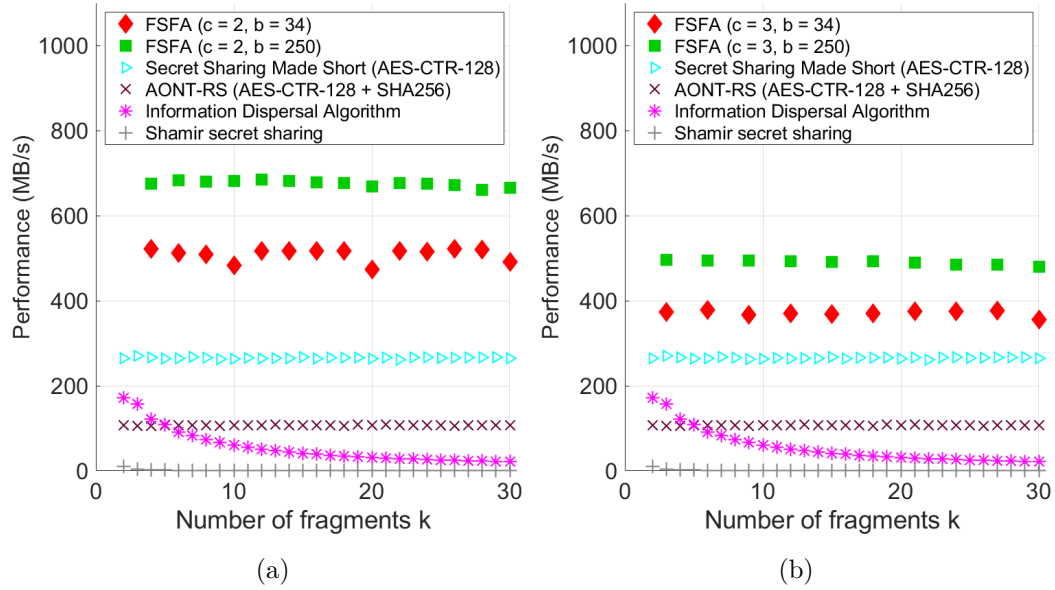 FSFA (c = 2, b = 34)
FSFA (c = 2, b = 250)
Secret Sharing Made Short (AES-CTR-128)
AONT-RS (AES-CTR-128 + SHA256)
Information Dispersal Algorithm
Shamir secret sharing
1000
800
600
400
200
0
0
10
20
30
Performance (MB/s)
Number of fragments k
(a)
FSFA (c = 3, b = 34)
FSFA (c = 3, b = 250)
Secret Sharing Made Short (AES-CTR-128)
AONT-RS (AES-CTR-128 + SHA256)
Information Dispersal Algorithm
Shamir secret sharing
1000
800
600
400
200
0
0
10
20
30
Performance (MB/s)
Number of fragments k
(b)